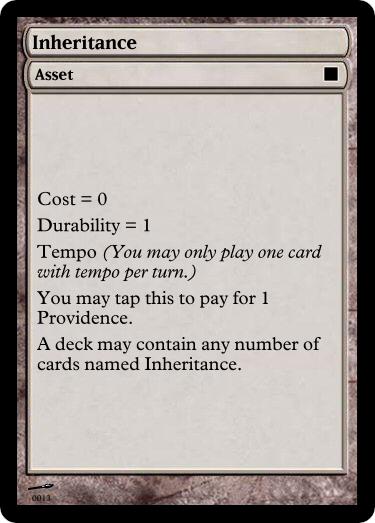 Inheritance
Asset
Cost = 0
Durability = 1
Tempo (You may only play one card
with tempo per turn.)
You may tap this to pay for 1
Providence.
A deck may contain any number of
cards named Inheritance.
0013